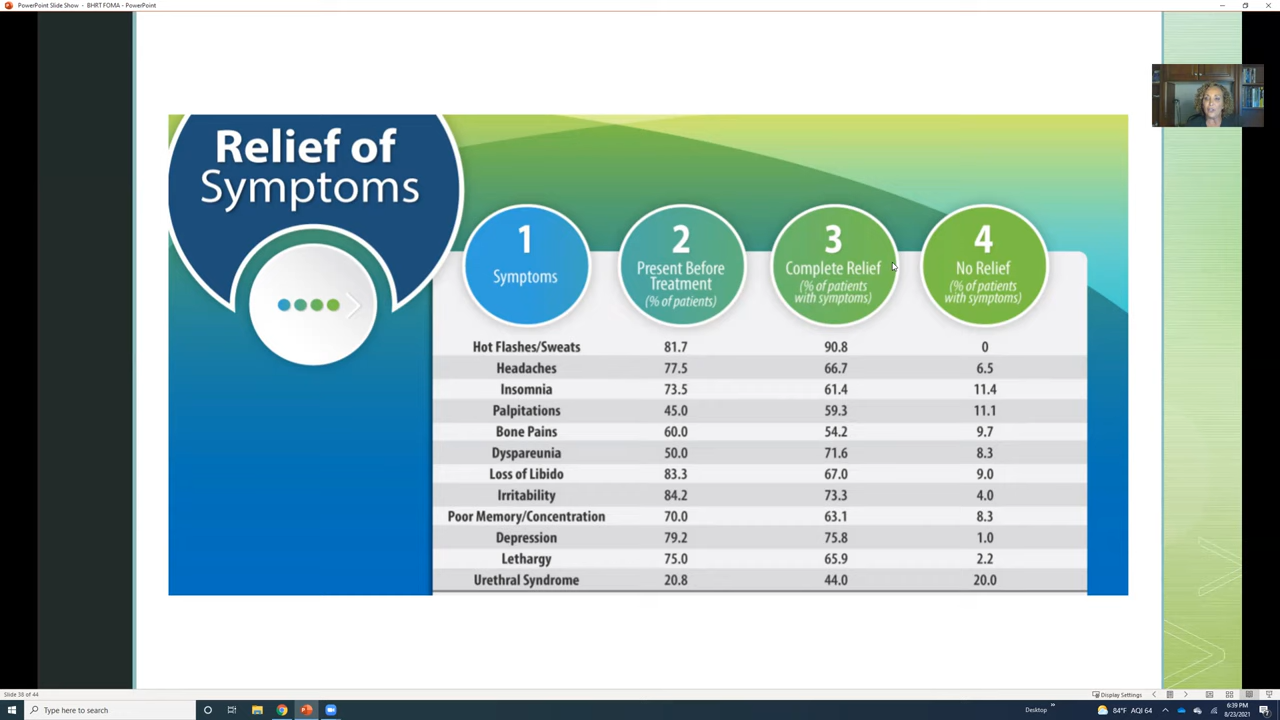 PowerPoint Slide Show - BHRT FOMA - PowerPoint
Relief of
Symptoms
1
Symptoms
2
Present Before
Treatment
(% of patients)
3
Complete Relief
(% of patients
with symptoms)
4
No Relief
(% of patients
with symptoms)
Hot Flashes/Sweats 81.7 90.8 0
Headaches 77.5 66.7 6.5
Insomnia 73.5 61.4 11.4
Palpitations 45.0 59.3 11.1
Bone Pains 60.0 54.2 9.7
Dyspareunia 50.0 71.6 8.3
Loss of Libido 83.3 67.0 9.0
Irritability 84.2 73.3 4.0
Poor Memory/Concentration 70.0 63.1 8.3
Depression 79.2 75.8 1.0
Lethargy 75.0 65.9 2.2
Urethral Syndrome 20.8 44.0 20.0
Slide 38 of 44
Display Settings
Type here to search
Desktop
84°F AQI 64
6:39 PM
8/23/2021